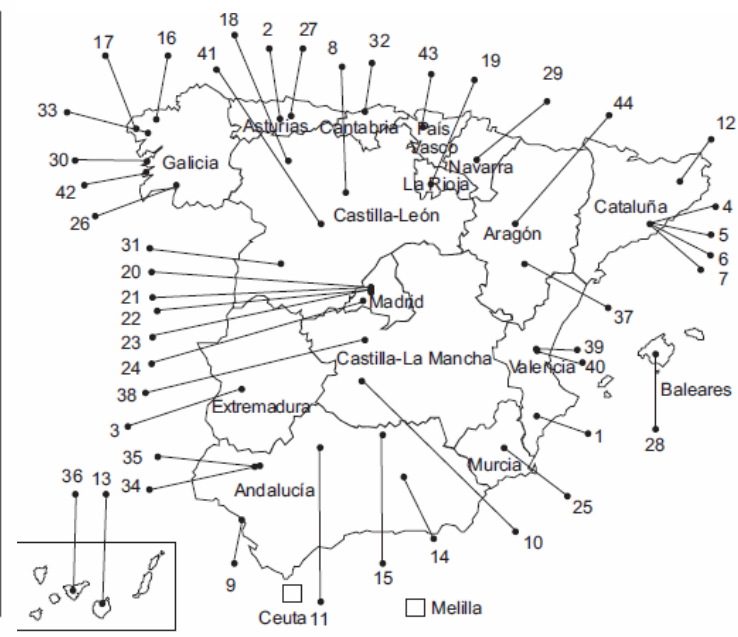 18 2 27
17 16 41 8 32 43 19
29
33
44
12
Asturias Cantabria País
Vasco
30 Galicia Navarra
42 La Rioja
26 Castilla-León Cataluña 4
Aragón 5
31 6
20 7
21 Madrid
22 37
23
24 Castilla-La Mancha Valencia 39
38 40
Extremadura Baleares
3 1 28
35 Murcia
36 13 34 Andalucía 25
9 15 14 10
Ceuta 11 Melilla